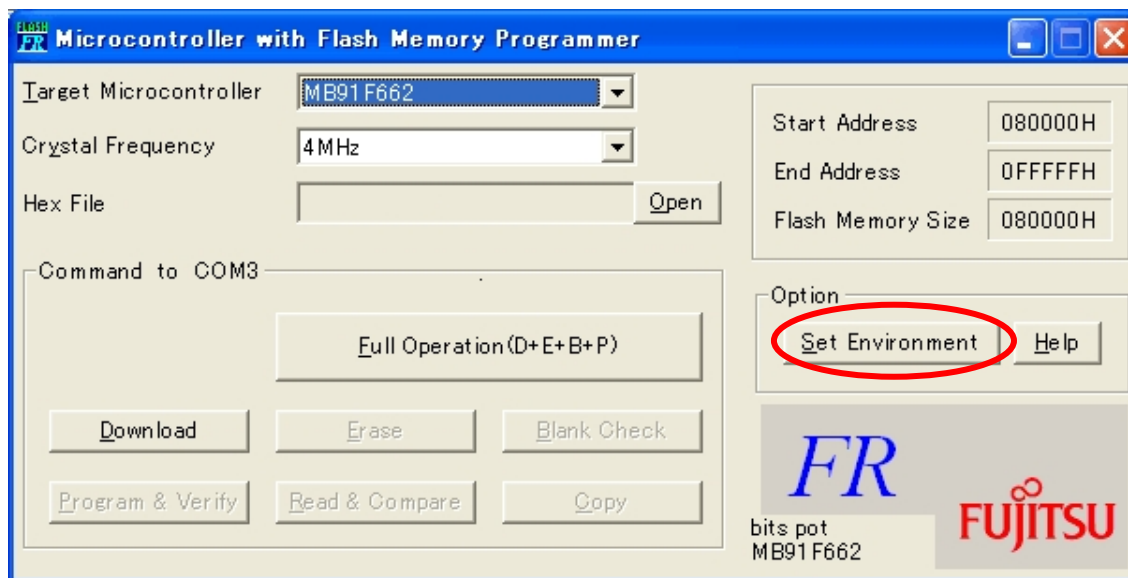 FLASH
FR Microcontroller with Flash Memory Programmer
Target Microcontroller MB91F662
Crystal Frequency 4MHz
Hex File Open
Start Address 080000H
End Address 0FFFFFH
Flash Memory Size 080000H
Command to COM3
Full Operation(D+E+B+P)
Download Erase Blank Check
Program & Verify Read & Compare Copy
Option
Set Environment Help
FR
bits pot
MB91F662
FUJITSU